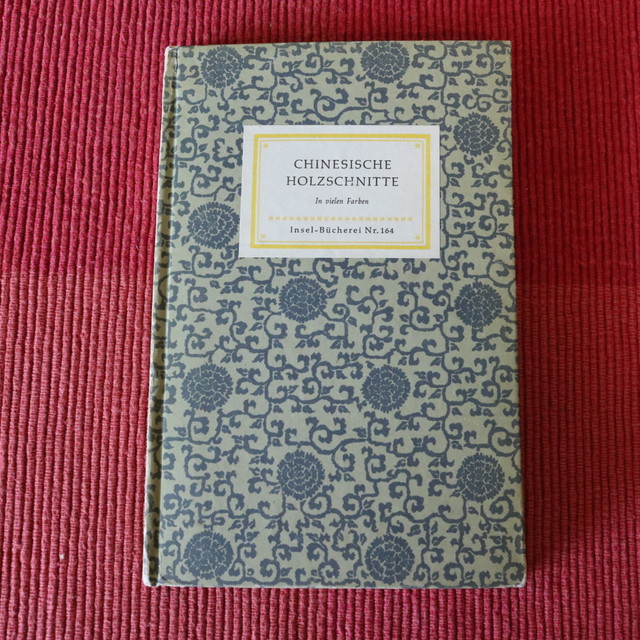 CHINESISCHE
HOLZSCHNITTE
In vielen Farben
Insel-Bücherei Nr. 164